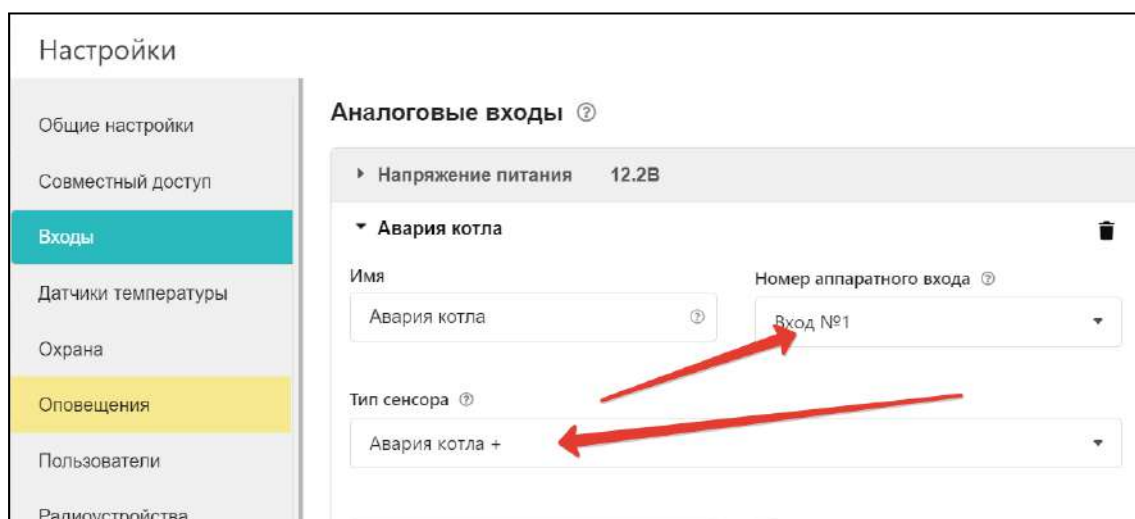 Настройки
Общие настройки
Совместный доступ
Входы
Датчики температуры
Охрана
Оповещения
Пользователи
Радиоустройства
Аналоговые входы
Напряжение питания 12.2В
Авария котла
Имя
Номер аппаратного входа
Авария котла
Вход №1
Тип сенсора
Авария котла +